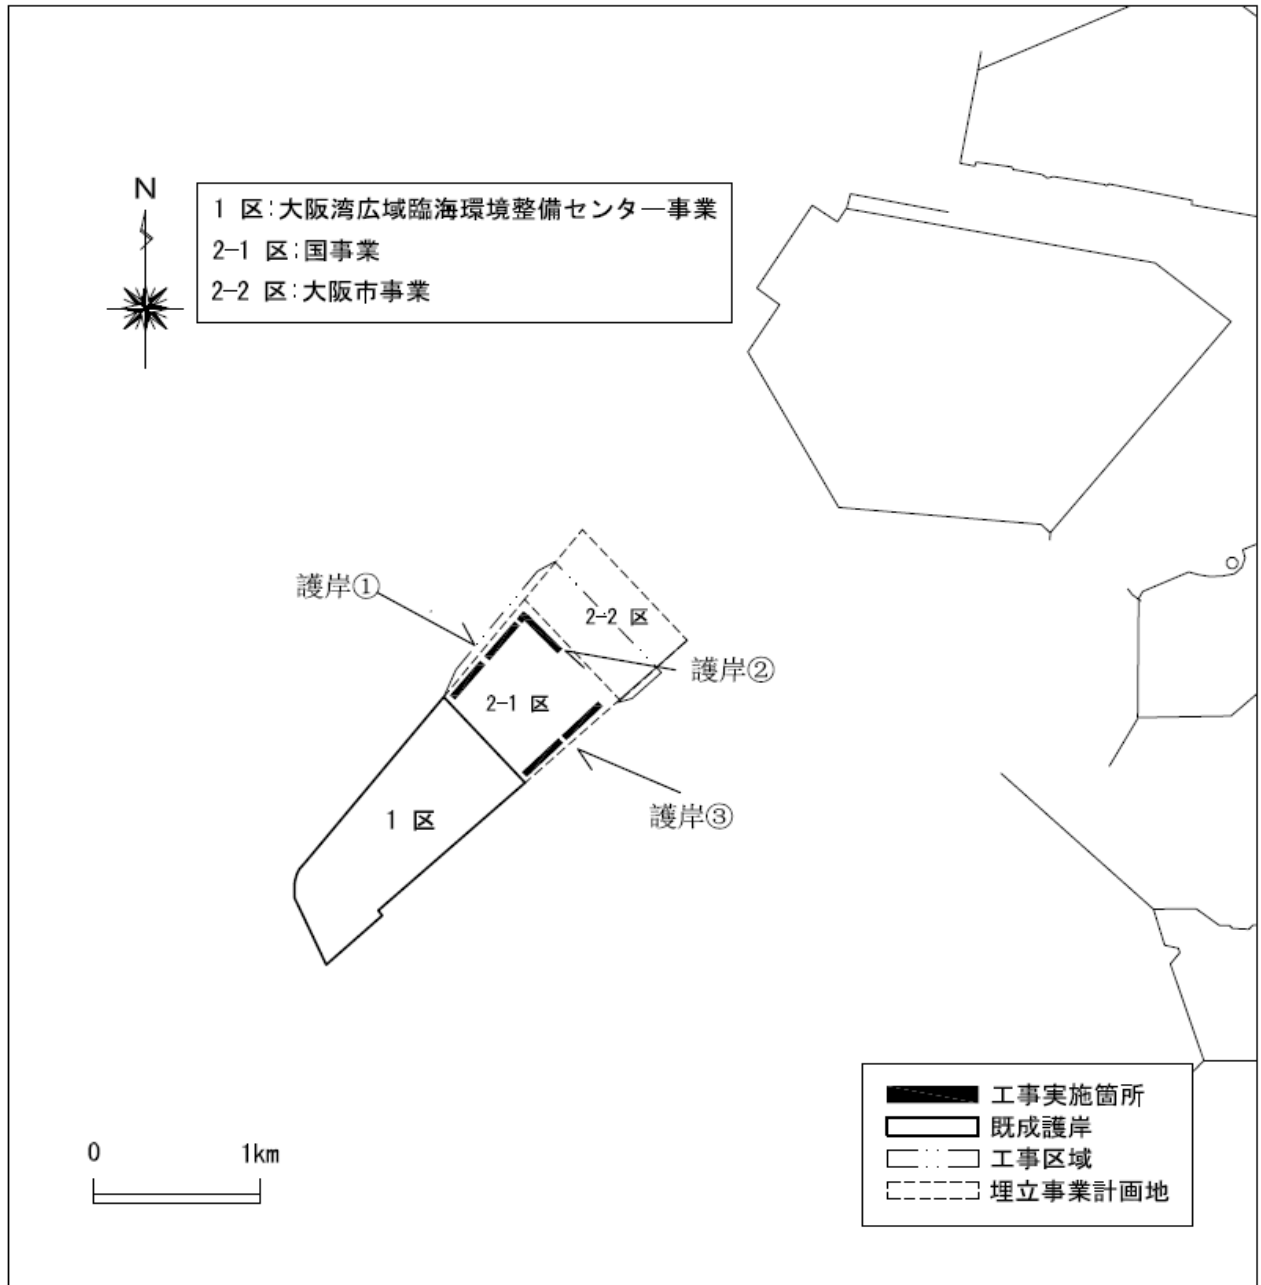 N
1 区:大阪湾広域臨海環境整備センター事業
2-1 区:国事業
2-2 区:大阪市事業
護岸①
2-2 区
護岸②
2-1 区
護岸③
1 区
0 1km
工事実施箇所
既成護岸
工事区域
埋立事業計画地